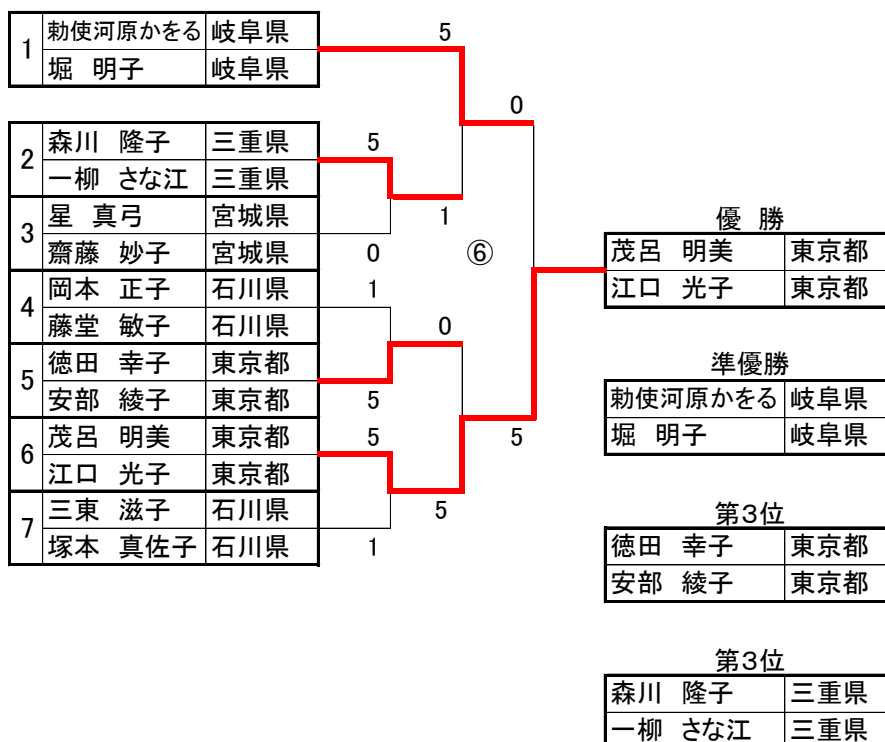 1 勅使河原かをる 岐阜県
堀 明子 岐阜県
5
0
2 森川 隆子 三重県
一柳 さな江 三重県
5
3 星 真弓 宮城県
齋藤 妙子 宮城県
0
1
⑥
4 岡本 正子 石川県
藤堂 敏子 石川県
1
0
5 徳田 幸子 東京都
安部 綾子 東京都
5
6 茂呂 明美 東京都
江口 光子 東京都
5
5
7 三東 滋子 石川県
塚本 真佐子 石川県
1
5
優 勝
茂呂 明美 東京都
江口 光子 東京都
準優勝
勅使河原かをる 岐阜県
堀 明子 岐阜県
第3位
徳田 幸子 東京都
安部 綾子 東京都
第3位
森川 隆子 三重県
一柳 さな江 三重県